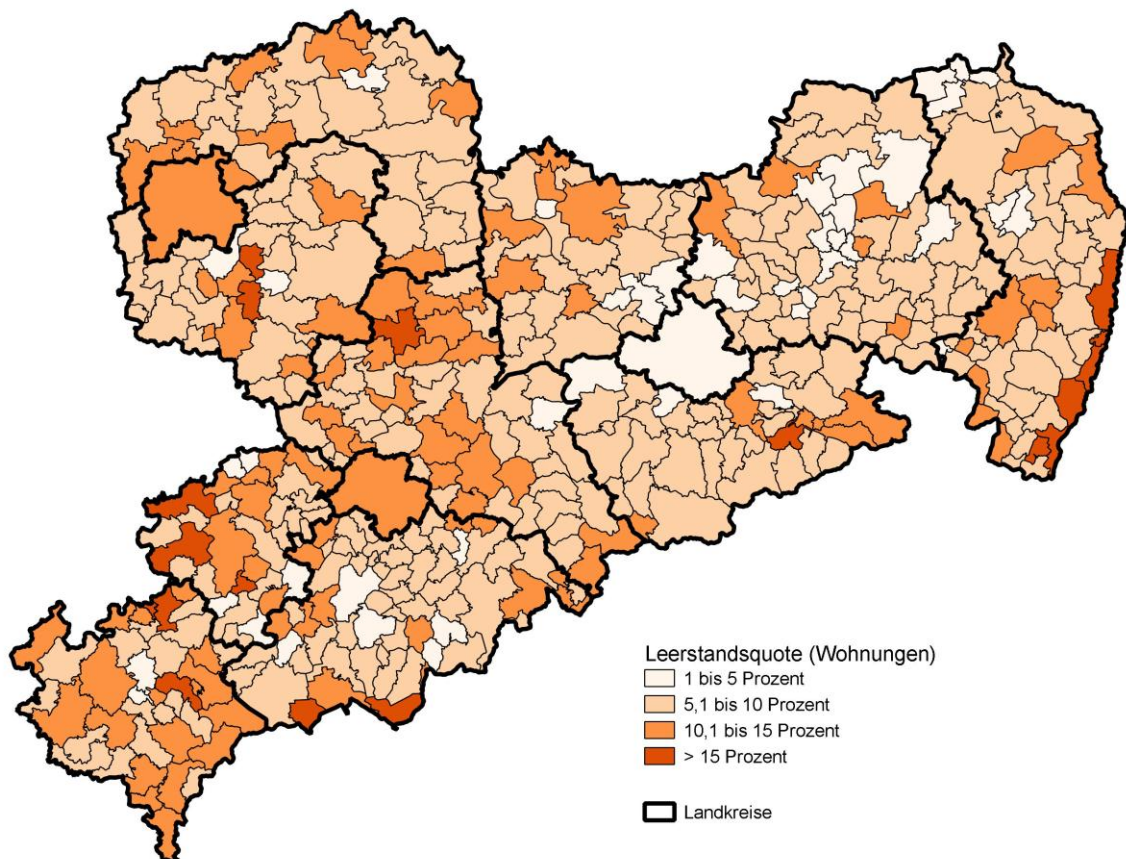 Leerstandsquote (Wohnungen)
1 bis 5 Prozent
5,1 bis 10 Prozent
10,1 bis 15 Prozent
> 15 Prozent
Landkreise